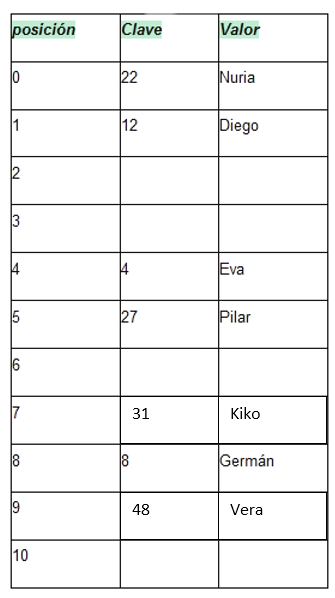 posición Clave Valor
0 22 Nuria
1 12 Diego
2
3
4 4 Eva
5 27 Pilar
6
7 31 Kiko
8 8 Germán
9 48 Vera
10